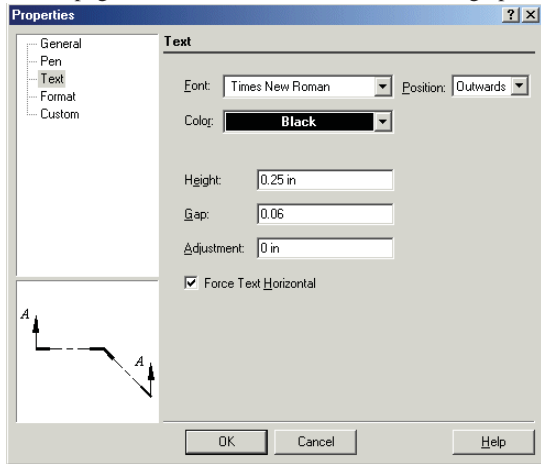 Properties
General
Pen
Text
Format
Custom
Text
Font: Times New Roman Position: Outwards
Color: Black
Height: 0.25 in
Gap: 0.06
Adjustment: 0 in
Force Text Horizontal
A
A
OK Cancel Help